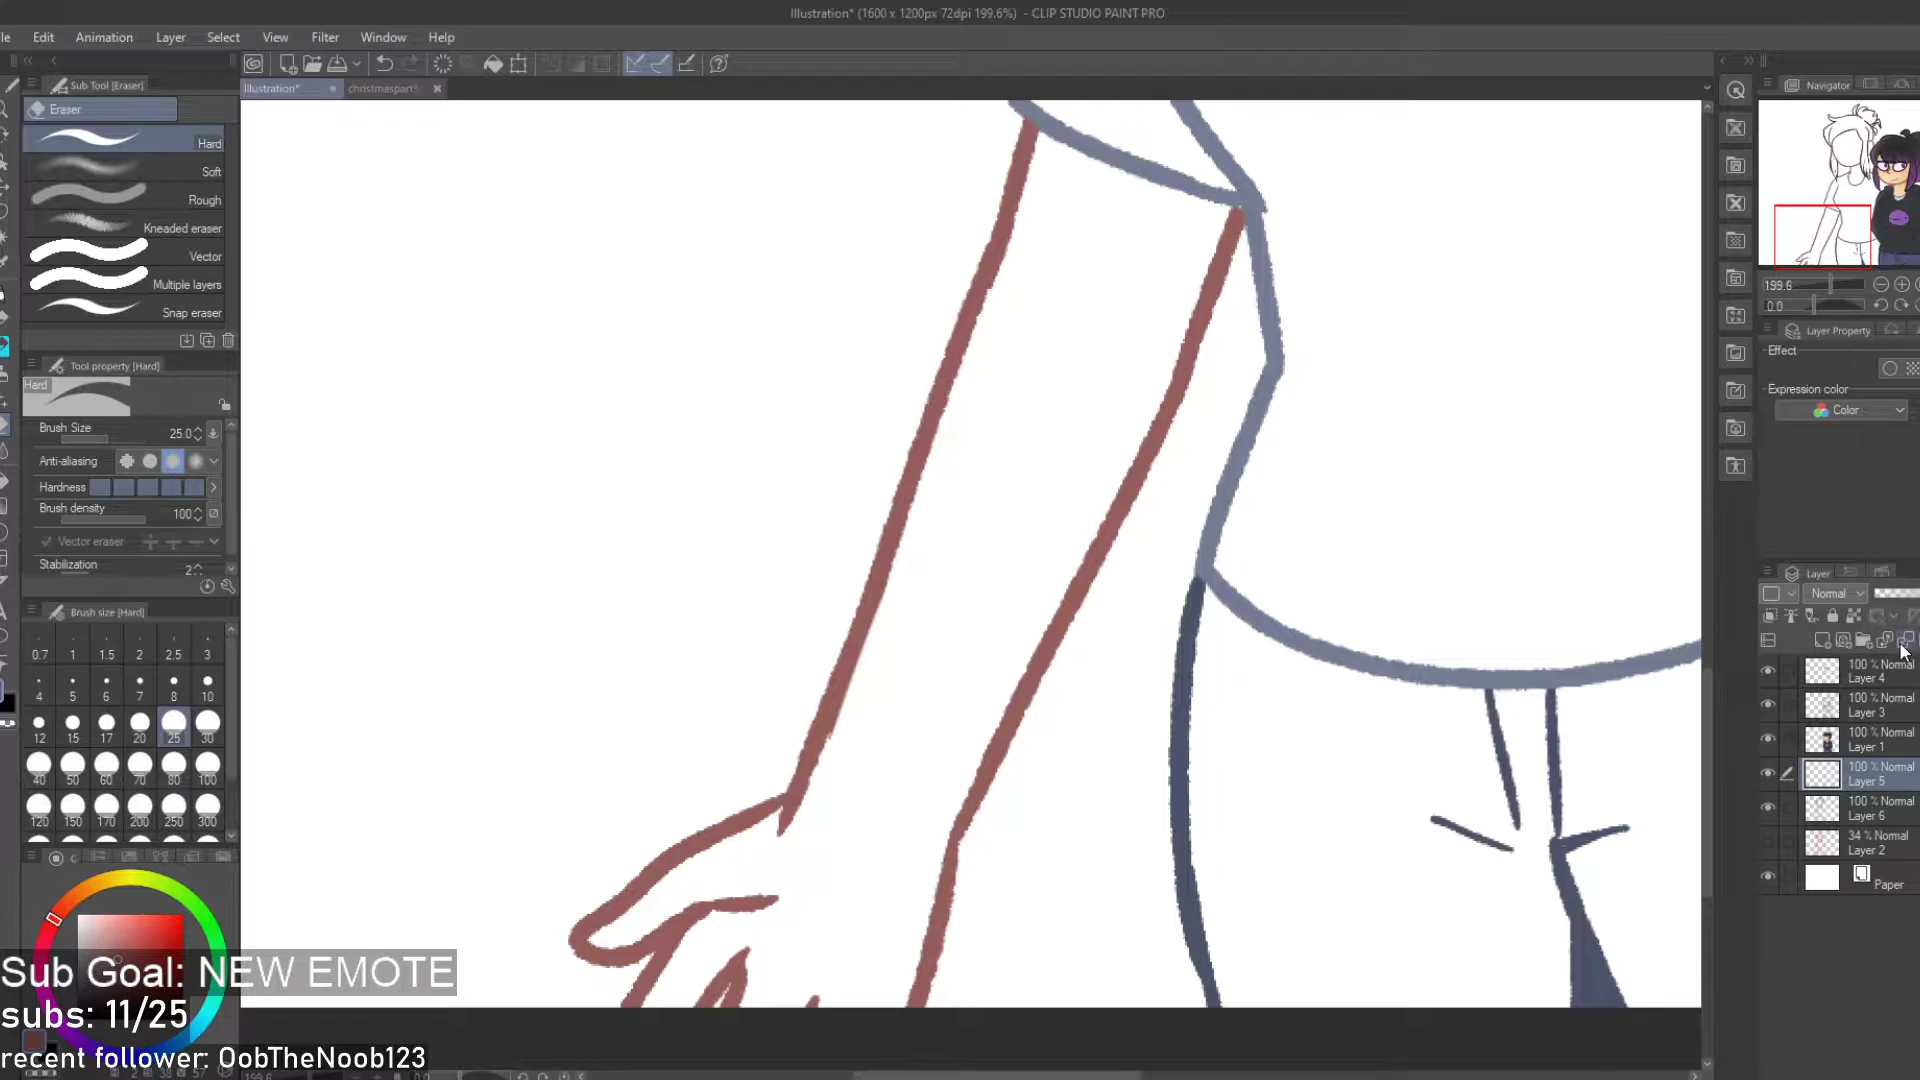 Illustration* (1600 x 1200px 72dpi 199.6%) - CLIP STUDIO PAINT PRO
Edit Animation Layer Select View Filter Window Help
Sub Tool [Eraser]
Illustration*
christmaspart5
Navigator
Eraser
Hard
Soft
Rough
Kneaded eraser
Vector
Multiple layers
Snap eraser
199.6
0.0
Layer Property
Effect
Expression color
Color
Tool property [Hard]
Hard
Brush Size 25.0
Anti-aliasing
Hardness
Brush density 100
Vector eraser
Stabilization 2
Brush size [Hard]
0.7 1 1.5 2 2.5 3
4 5 6 7 8 10
12 15 17 20 25 30
40 50 60 70 80 100
120 150 170 200 250 300
Layer
Normal
100 % Normal
Layer 4
100 % Normal
Layer 3
100 % Normal
Layer 1
100 % Normal
Layer 5
100 % Normal
Layer 6
34 % Normal
Layer 2
Paper
Sub Goal: NEW EMOTE
subs: 11/25
recent follower: OobTheNoob123